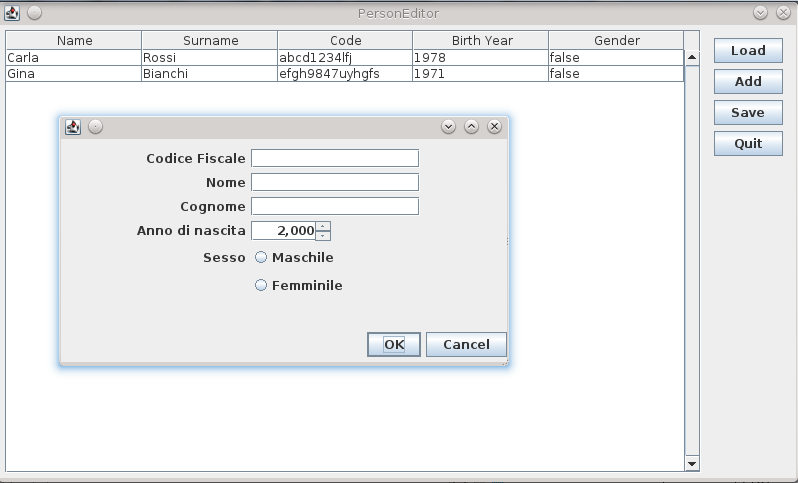 PersonEditor
Name Surname Code Birth Year Gender
Carla Rossi abcd1234lfj 1978 false
Gina Bianchi efgh9847uyhgfs 1971 false
Load
Add
Save
Quit
Codice Fiscale
Nome
Cognome
Anno di nascita 2,000
Sesso Maschile
Femminile
OK Cancel